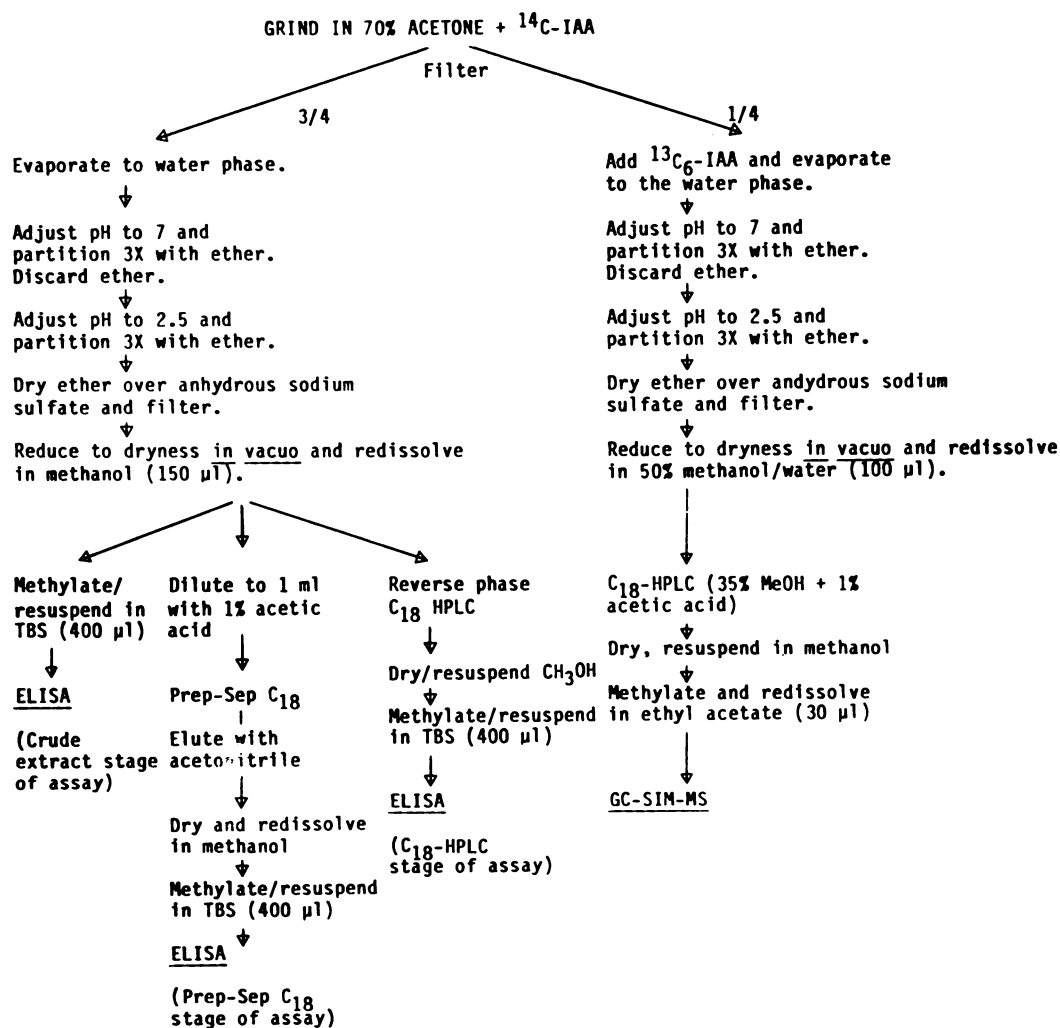 GRIND IN 70% ACETONE + 14C-IAA
Filter
3/4
1/4
Evaporate to water phase.
Adjust pH to 7 and
partition 3X with ether.
Discard ether.
Adjust pH to 2.5 and
partition 3X with ether.
Dry ether over anhydrous sodium
sulfate and filter.
Reduce to dryness in vacuo and redissolve
in methanol (150 µl).
Methylate/
resuspend in
TBS (400 µl)
ELISA
(Crude
extract stage
of assay)
Dilute to 1 ml
with 1% acetic
acid
Prep-Sep C18
Elute with
acetonitrile
Dry and redissolve
in methanol
Methylate/resuspend
in TBS (400 µl)
ELISA
(Prep-Sep C18
stage of assay)
Reverse phase
C18 HPLC
Dry/resuspend CH3OH
Methylate/resuspend
in TBS (400 µl)
ELISA
(C18-HPLC
stage of assay)
Add 13C6-IAA and evaporate
to the water phase.
Adjust pH to 7 and
partition 3X with ether.
Discard ether.
Adjust pH to 2.5 and
partition 3X with ether.
Dry ether over andydrous sodium
sulfate and filter.
Reduce to dryness in vacuo and redissolve
in 50% methanol/water (100 µl).
C18-HPLC (35% MeOH + 1%
acetic acid)
Dry, resuspend in methanol
Methylate and redissolve
in ethyl acetate (30 µl)
GC-SIM-MS